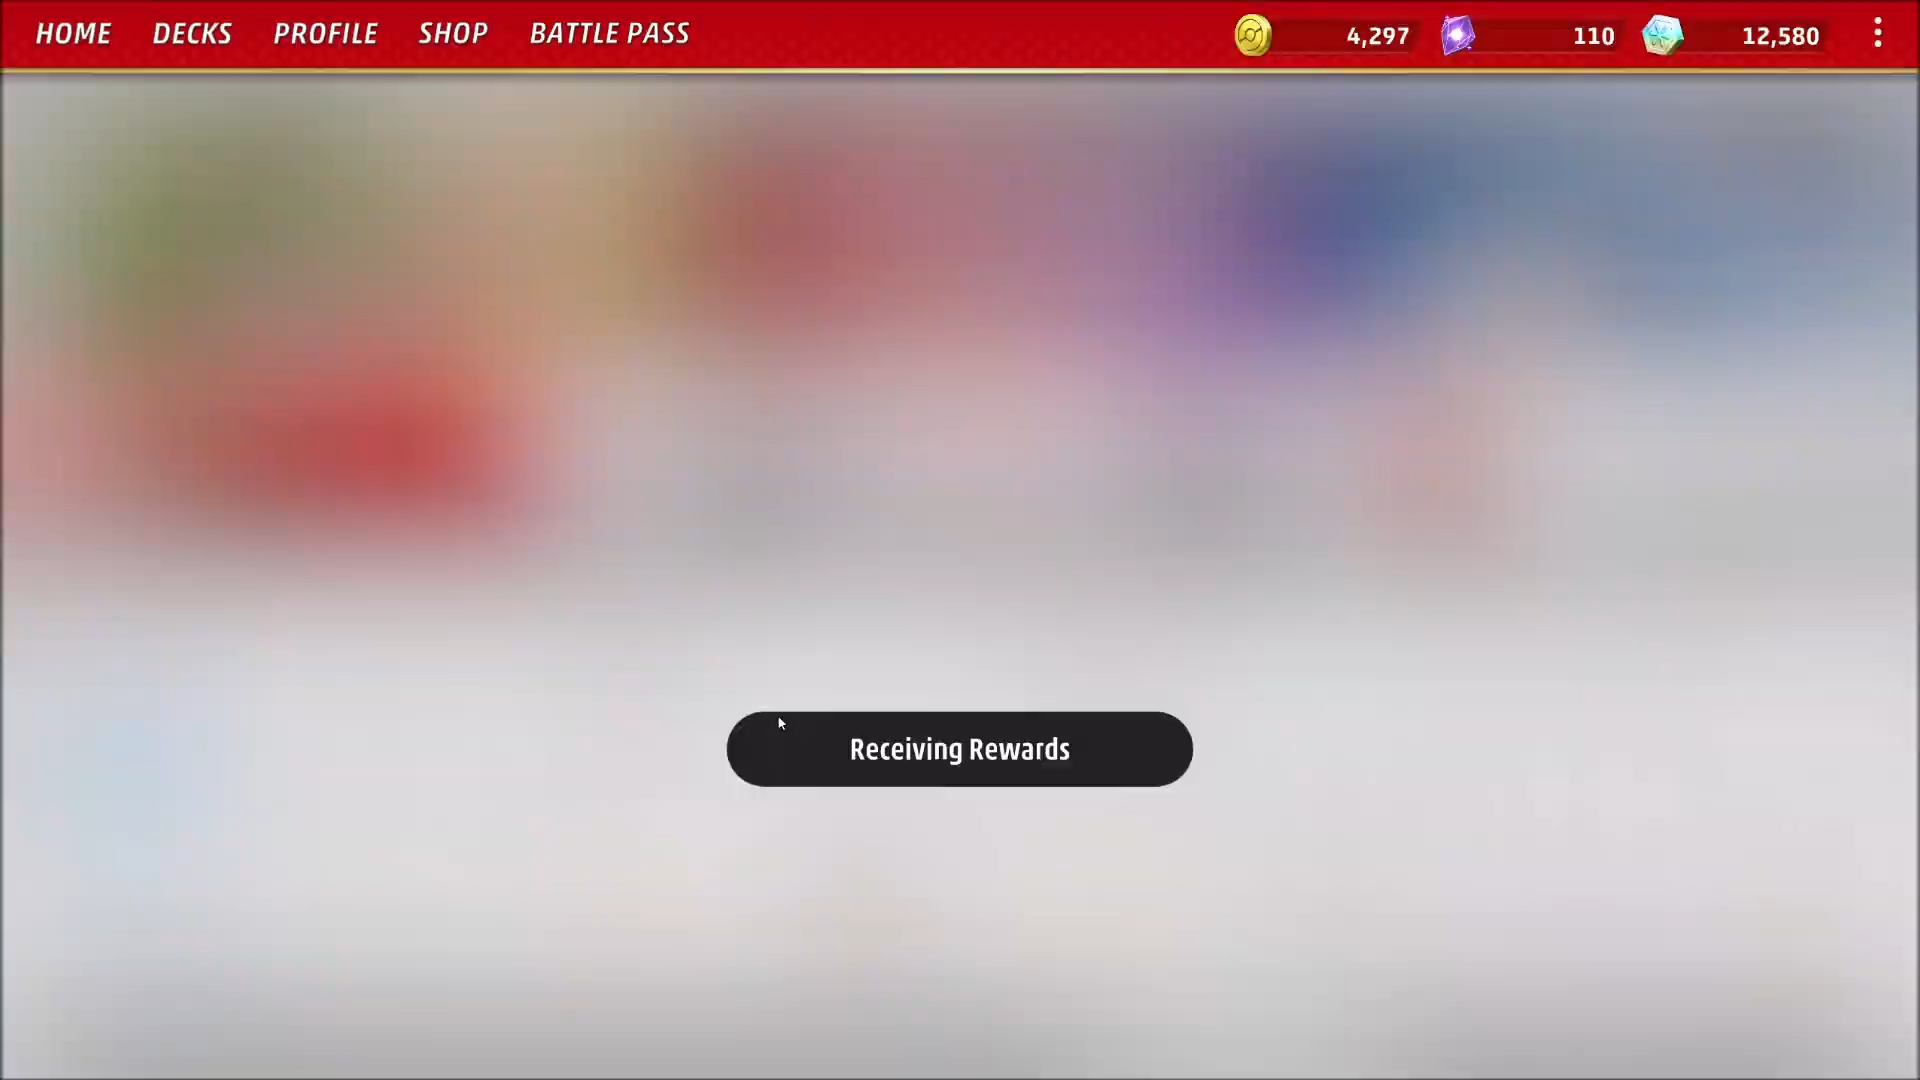 HOME DECKS PROFILE SHOP BATTLE PASS 4,297 110 12,580
Receiving Rewards